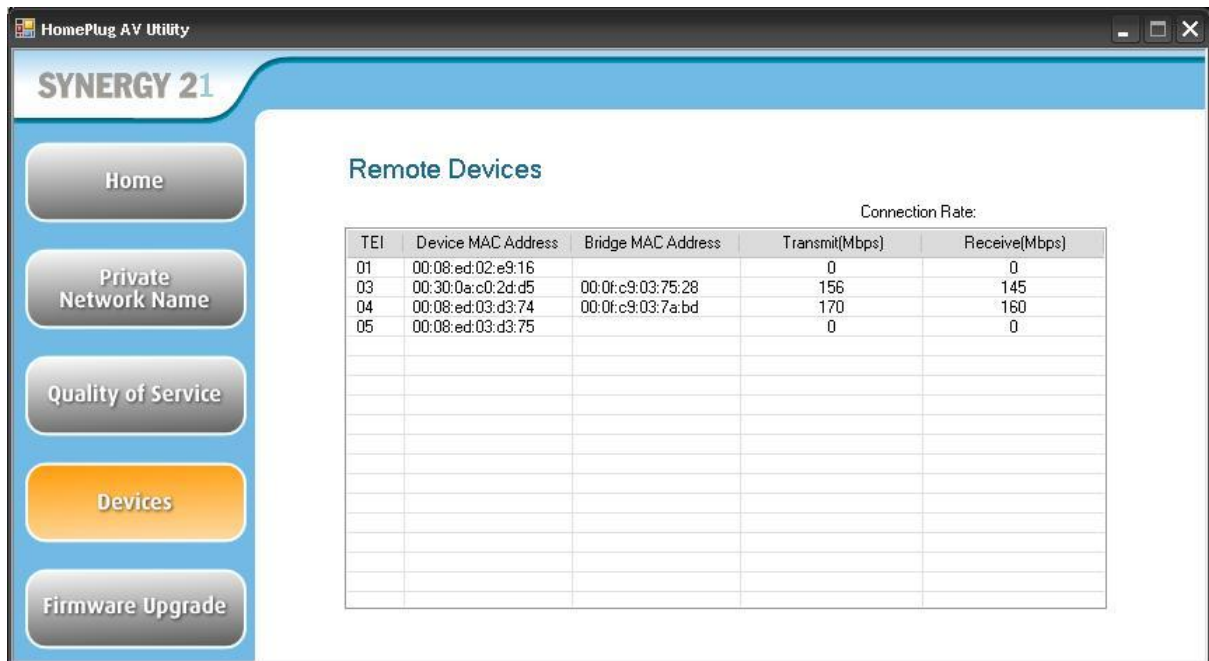 HomePlug AV Utility
SYNERGY 21
Home
Private
Network Name
Quality of Service
Devices
Firmware Upgrade
Remote Devices
Connection Rate:
TEI Device MAC Address Bridge MAC Address Transmit(Mbps) Receive(Mbps)
01 00:08:ed:02:e9:16 0 0
03 00:30:0a:c0:2d:d5 00:0f:c9:03:75:28 156 145
04 00:08:ed:03:d3:74 00:0f:c9:03:7a:bd 170 160
05 00:08:ed:03:d3:75 0 0